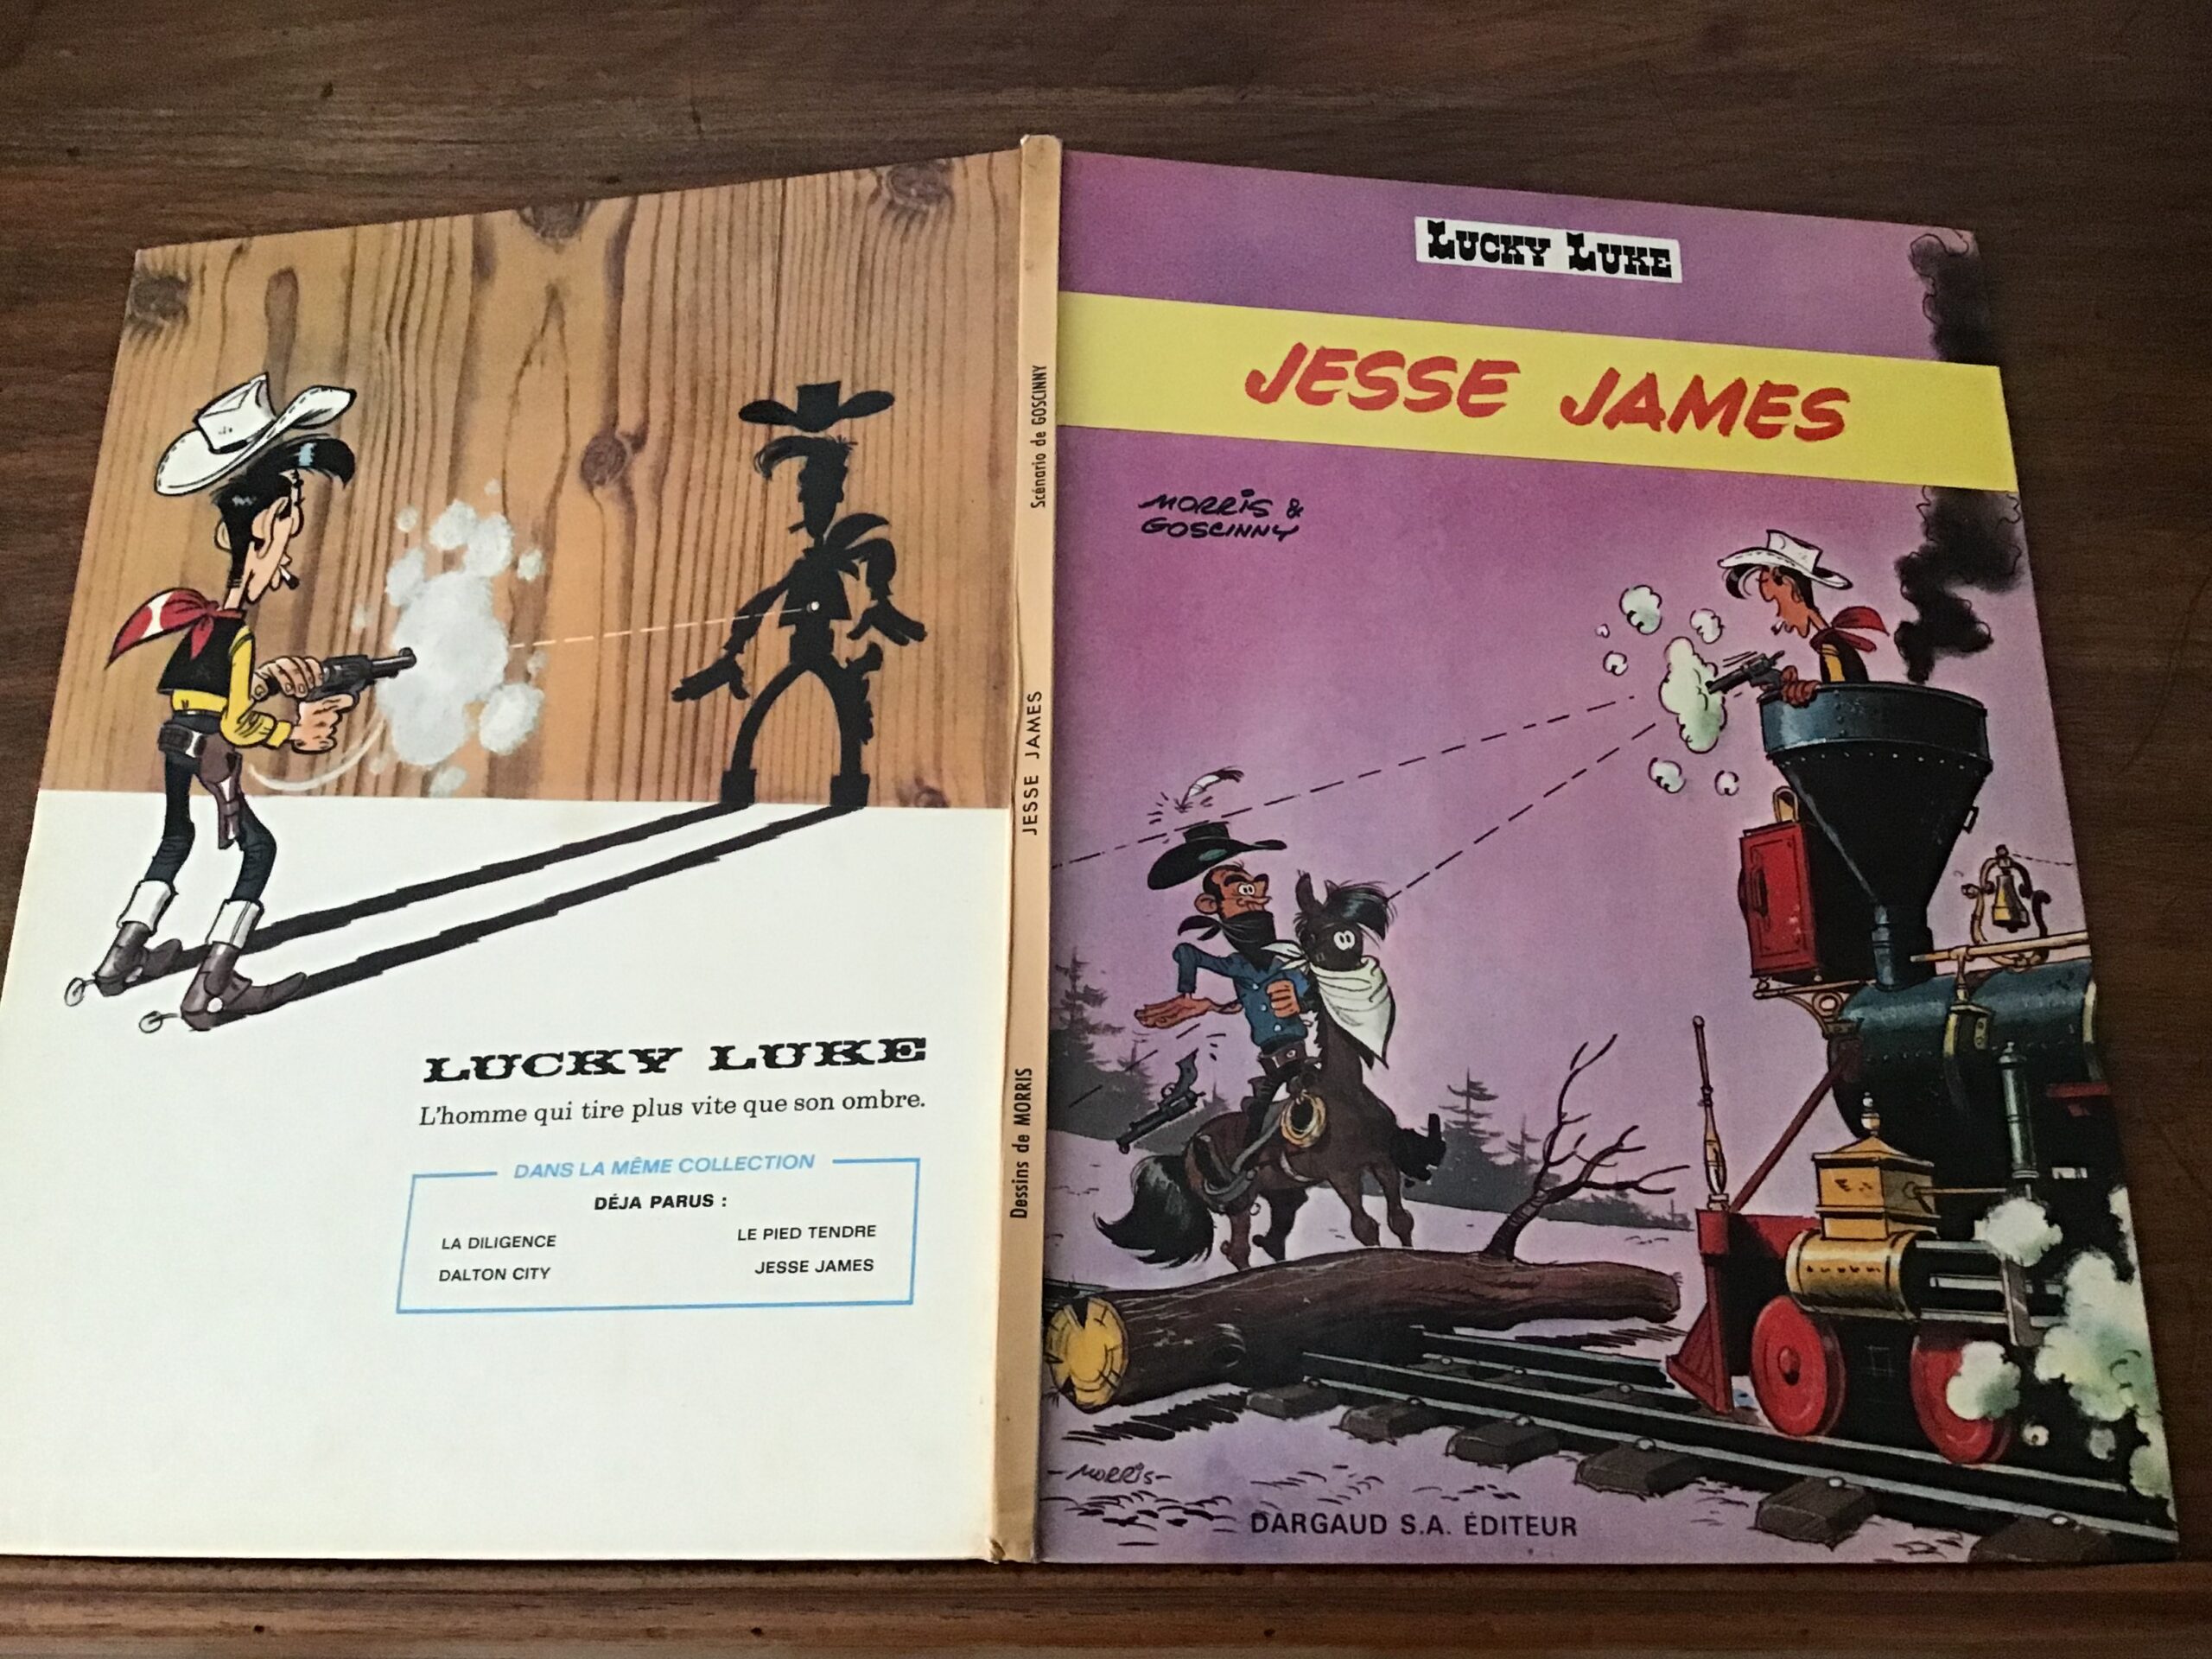 LUCKY LUKE
L'homme qui tire plus vite que son ombre.
DANS LA MÊME COLLECTION
DÉJA PARUS :
LA DILIGENCE
LE PIED TENDRE
DALTON CITY
JESSE JAMES
Scénario de GOSCINNY
JESSE JAMES
Dessins de MORRIS
LUCKY LUKE
JESSE JAMES
MORRIS &
GOSCINNY
-MORRIS-
DARGAUD S.A. ÉDITEUR